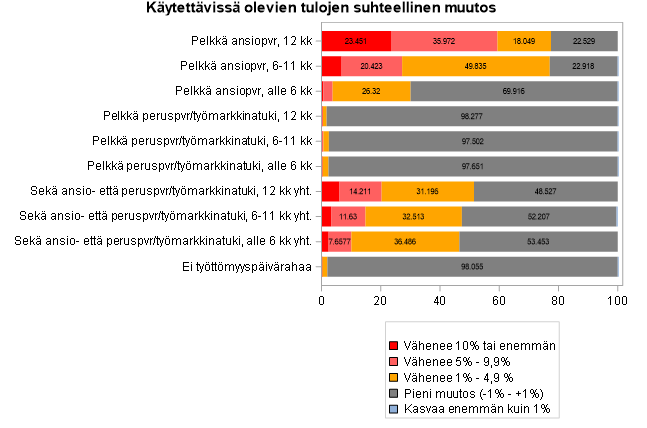 Käytettävissä olevien tulojen suhteellinen muutos
Pelkkä ansiopvr, 12 kk 23.451 35.972 18.049 22.529
Pelkkä ansiopvr, 6-11 kk 20.423 49.835 22.918
Pelkkä ansiopvr, alle 6 kk 26.32 69.916
Pelkkä peruspvr/työmarkkinatuki, 12 kk 98.277
Pelkkä peruspvr/työmarkkinatuki, 6-11 kk 97.502
Pelkkä peruspvr/työmarkkinatuki, alle 6 kk 97.651
Sekä ansio- että peruspvr/työmarkkinatuki, 12 kk yht. 14.211 31.195 48.527
Sekä ansio- että peruspvr/työmarkkinatuki, 6-11 kk yht. 11.63 32.513 52.207
Sekä ansio- että peruspvr/työmarkkinatuki, alle 6 kk yht. 7.6577 36.486 53.453
Ei työttömyyspäivärahaa 98.055
0 20 40 60 80 100
Vähenee 10% tai enemmän
Vähenee 5% - 9,9%
Vähenee 1% - 4,9 %
Pieni muutos (-1% - +1%)
Kasvaa enemmän kuin 1%